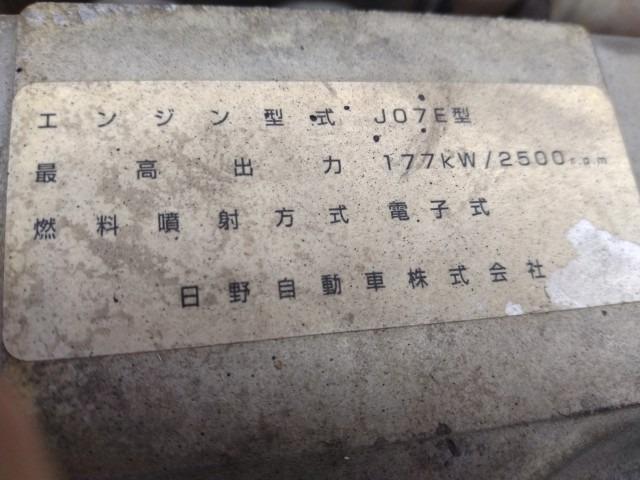 エンジン型式 J07E型
最高出力 177kW/2500r.p.m
燃料噴射方式 電子式
日野自動車株式会社